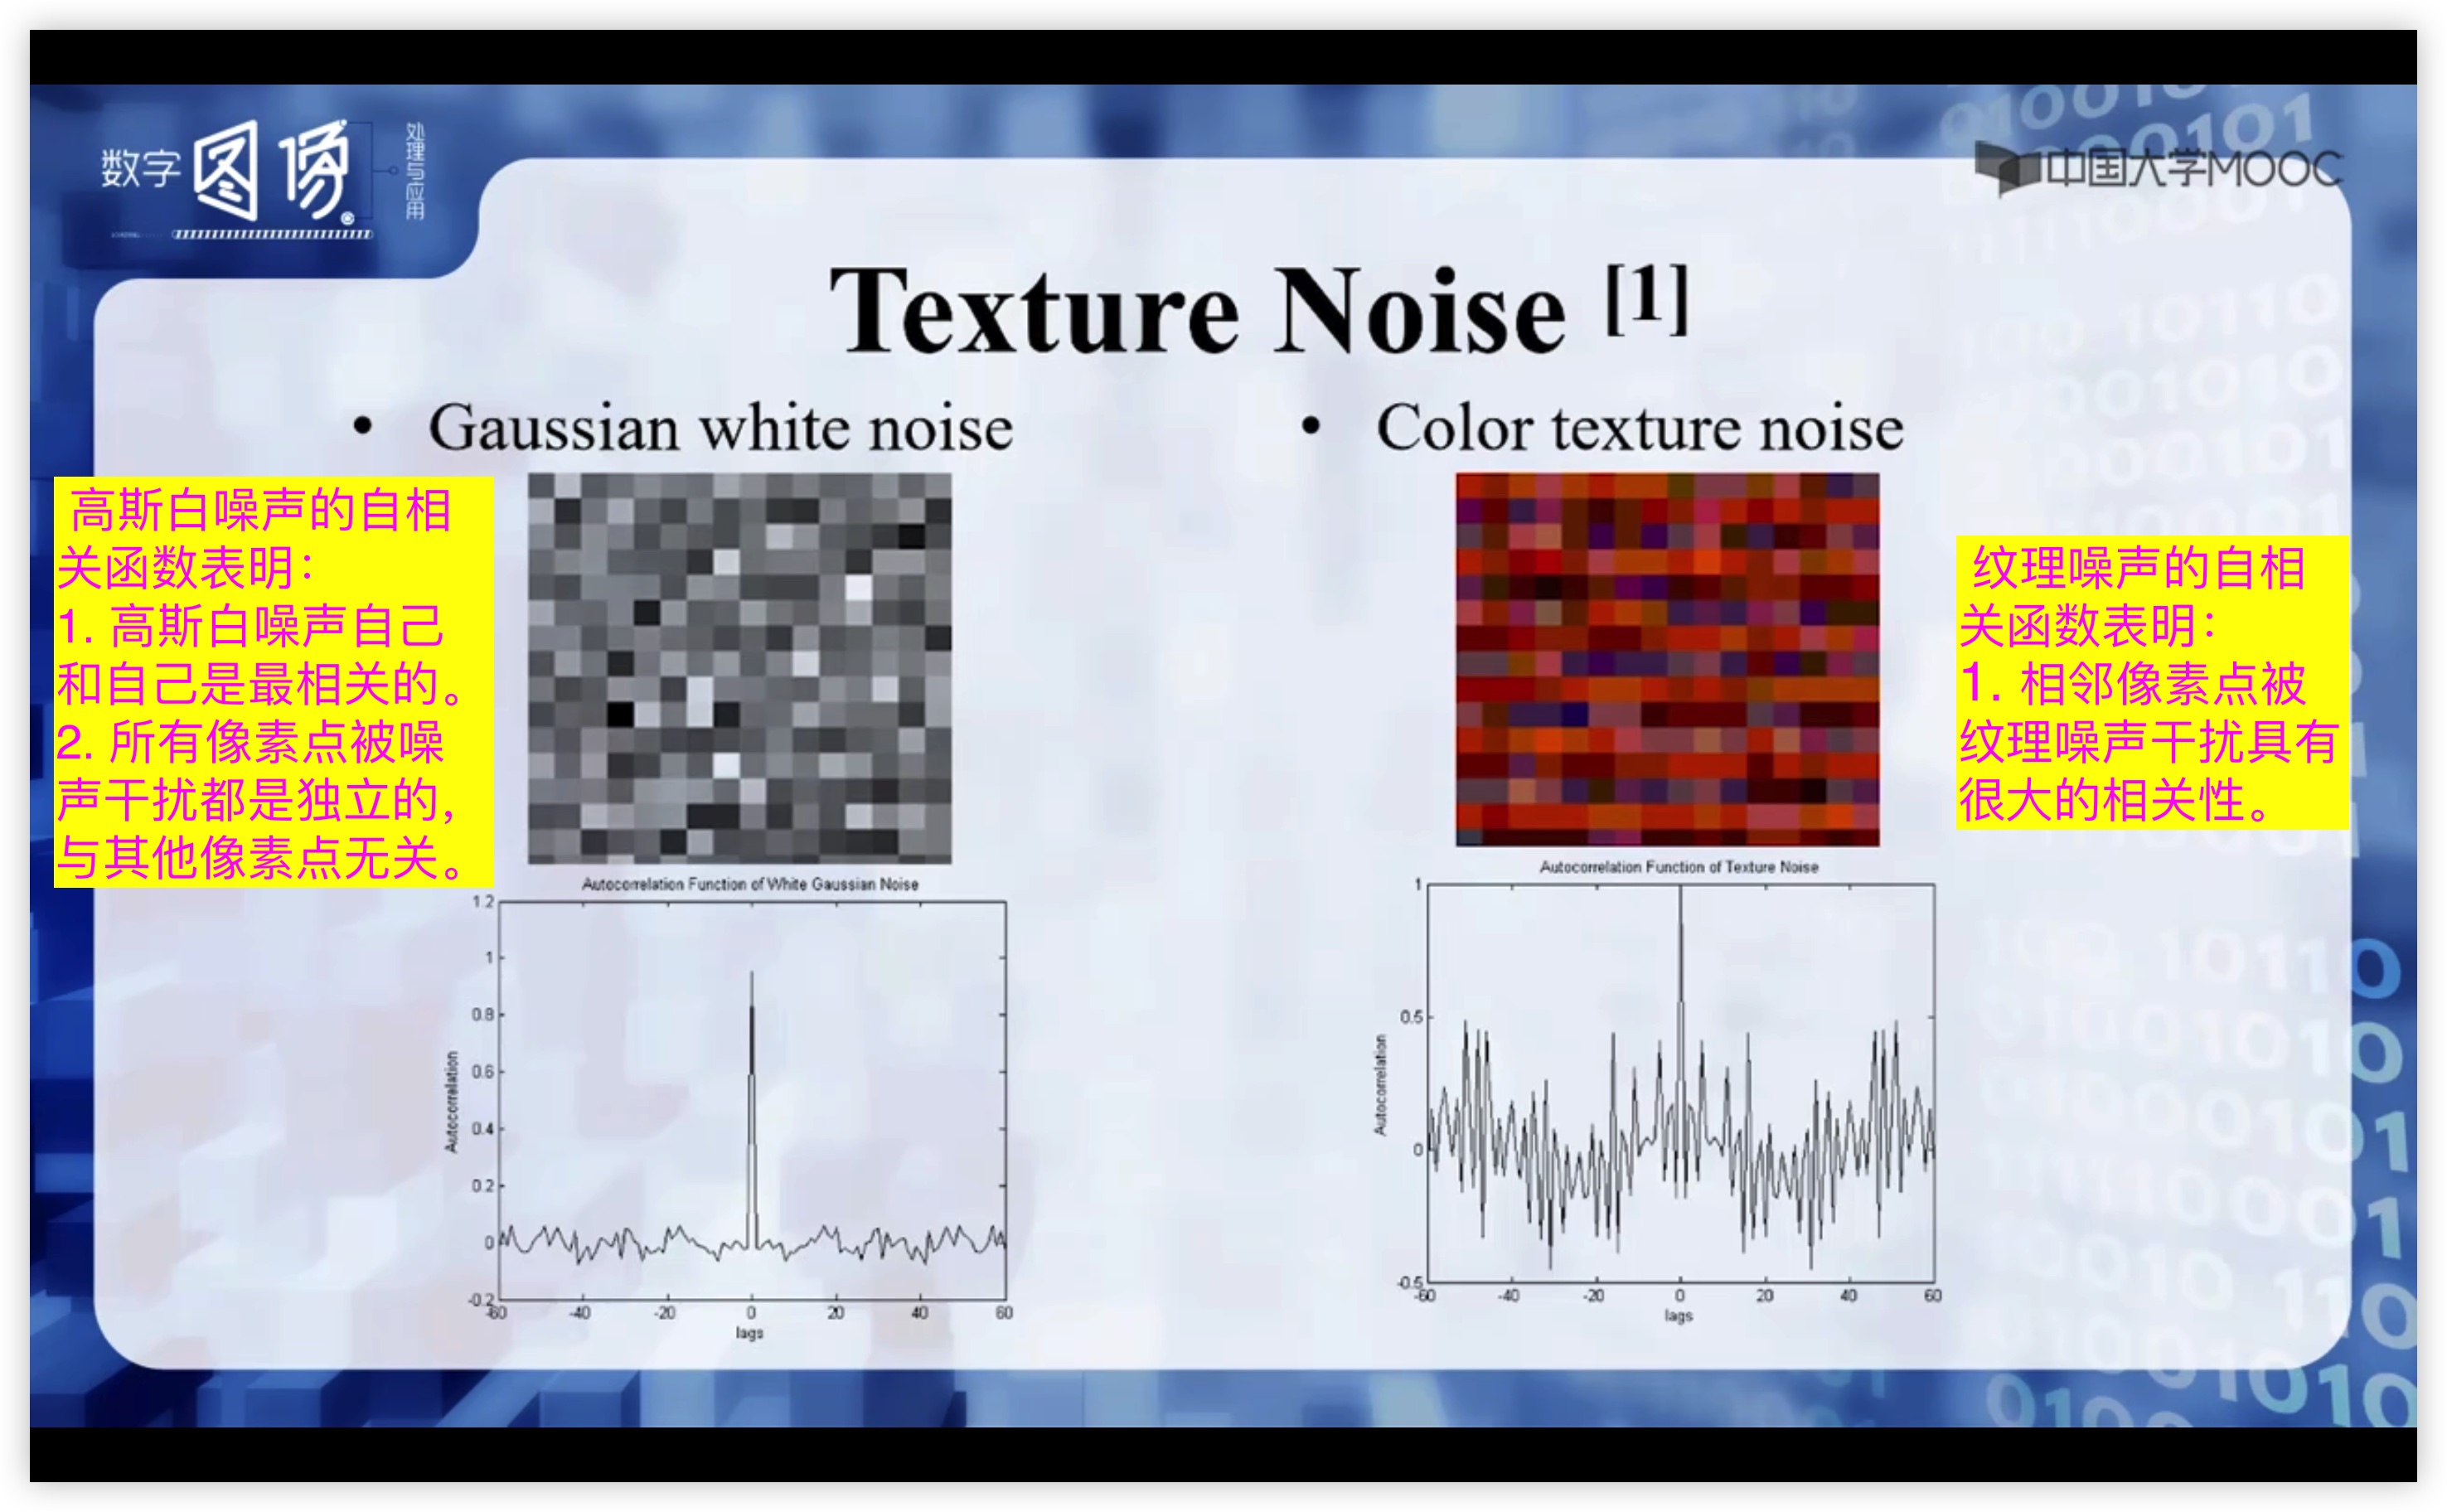 数字图像
处理与应用
中国大学MOOC
Texture Noise [1]
• Gaussian white noise
• Color texture noise
高斯白噪声的自相
关函数表明：
1. 高斯白噪声自己
和自己是最相关的。
2. 所有像素点被噪
声干扰都是独立的，
与其他像素点无关。
纹理噪声的自相
关函数表明：
1. 相邻像素点被
纹理噪声干扰具有
很大的相关性。
Autocorrelation Function of White Gaussian Noise
1.2
1
0.8
0.6
0.4
0.2
0
-0.2
Autocorrelation
-60 -40 -20 0 20 40 60
lags
Autocorrelation Function of Texture Noise
1
0.5
0
-0.5
Autocorrelation
-60 -40 -20 0 20 40 60
lags